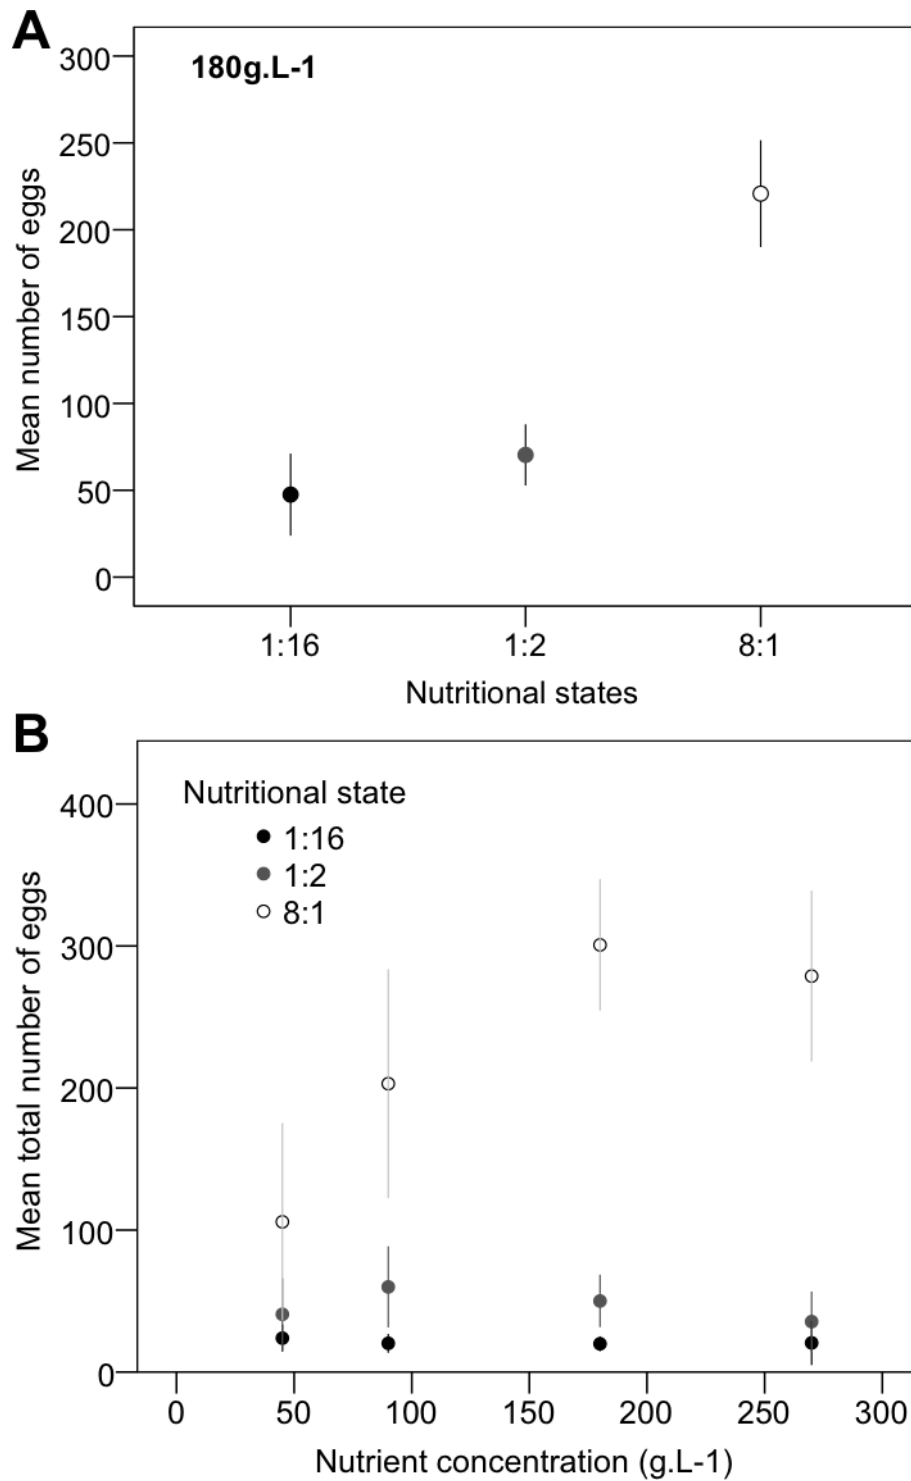 A
180g.L-1
Mean number of eggs
300
250
200
150
100
50
0
1:16 1:2 8:1
Nutritional states
B
Nutritional state
1:16
1:2
8:1
Mean total number of eggs
400
300
200
100
0
0 50 100 150 200 250 300
Nutrient concentration (g.L-1)